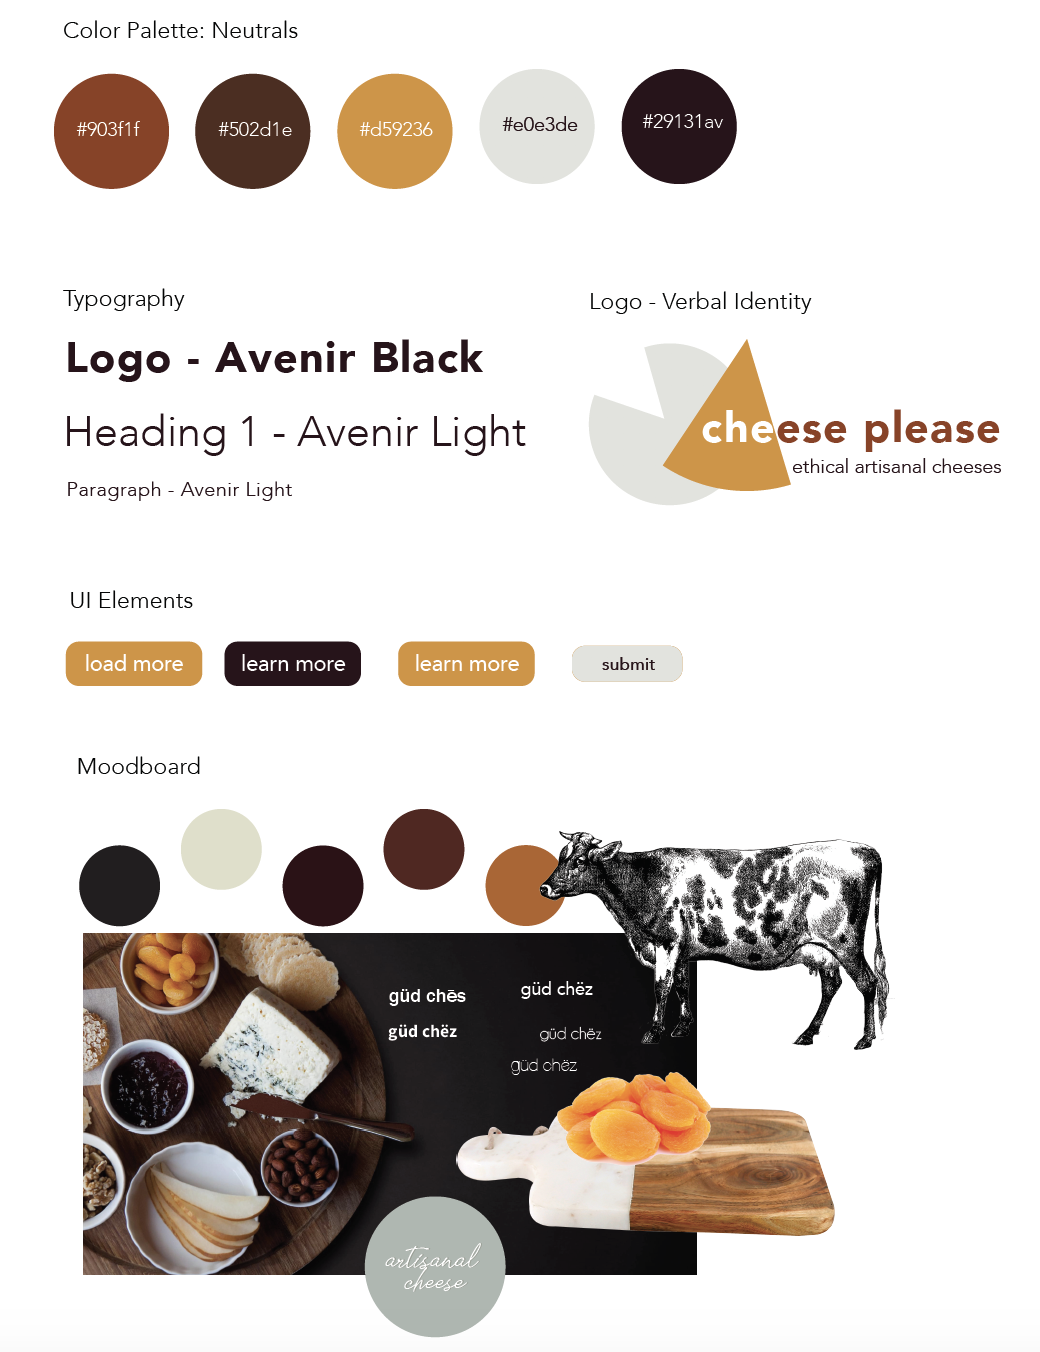 Color Palette: Neutrals
#903f1f
#502d1e
#d59236
#e0e3de
#29131av
Typography
Logo - Avenir Black
Heading 1 - Avenir Light
Paragraph - Avenir Light
Logo - Verbal Identity
cheese please
ethical artisanal cheeses
UI Elements
load more
learn more
learn more
submit
Moodboard
güd chēs
güd chëz
güd chëz
güd chëz
güd chëz
artisanal
cheese